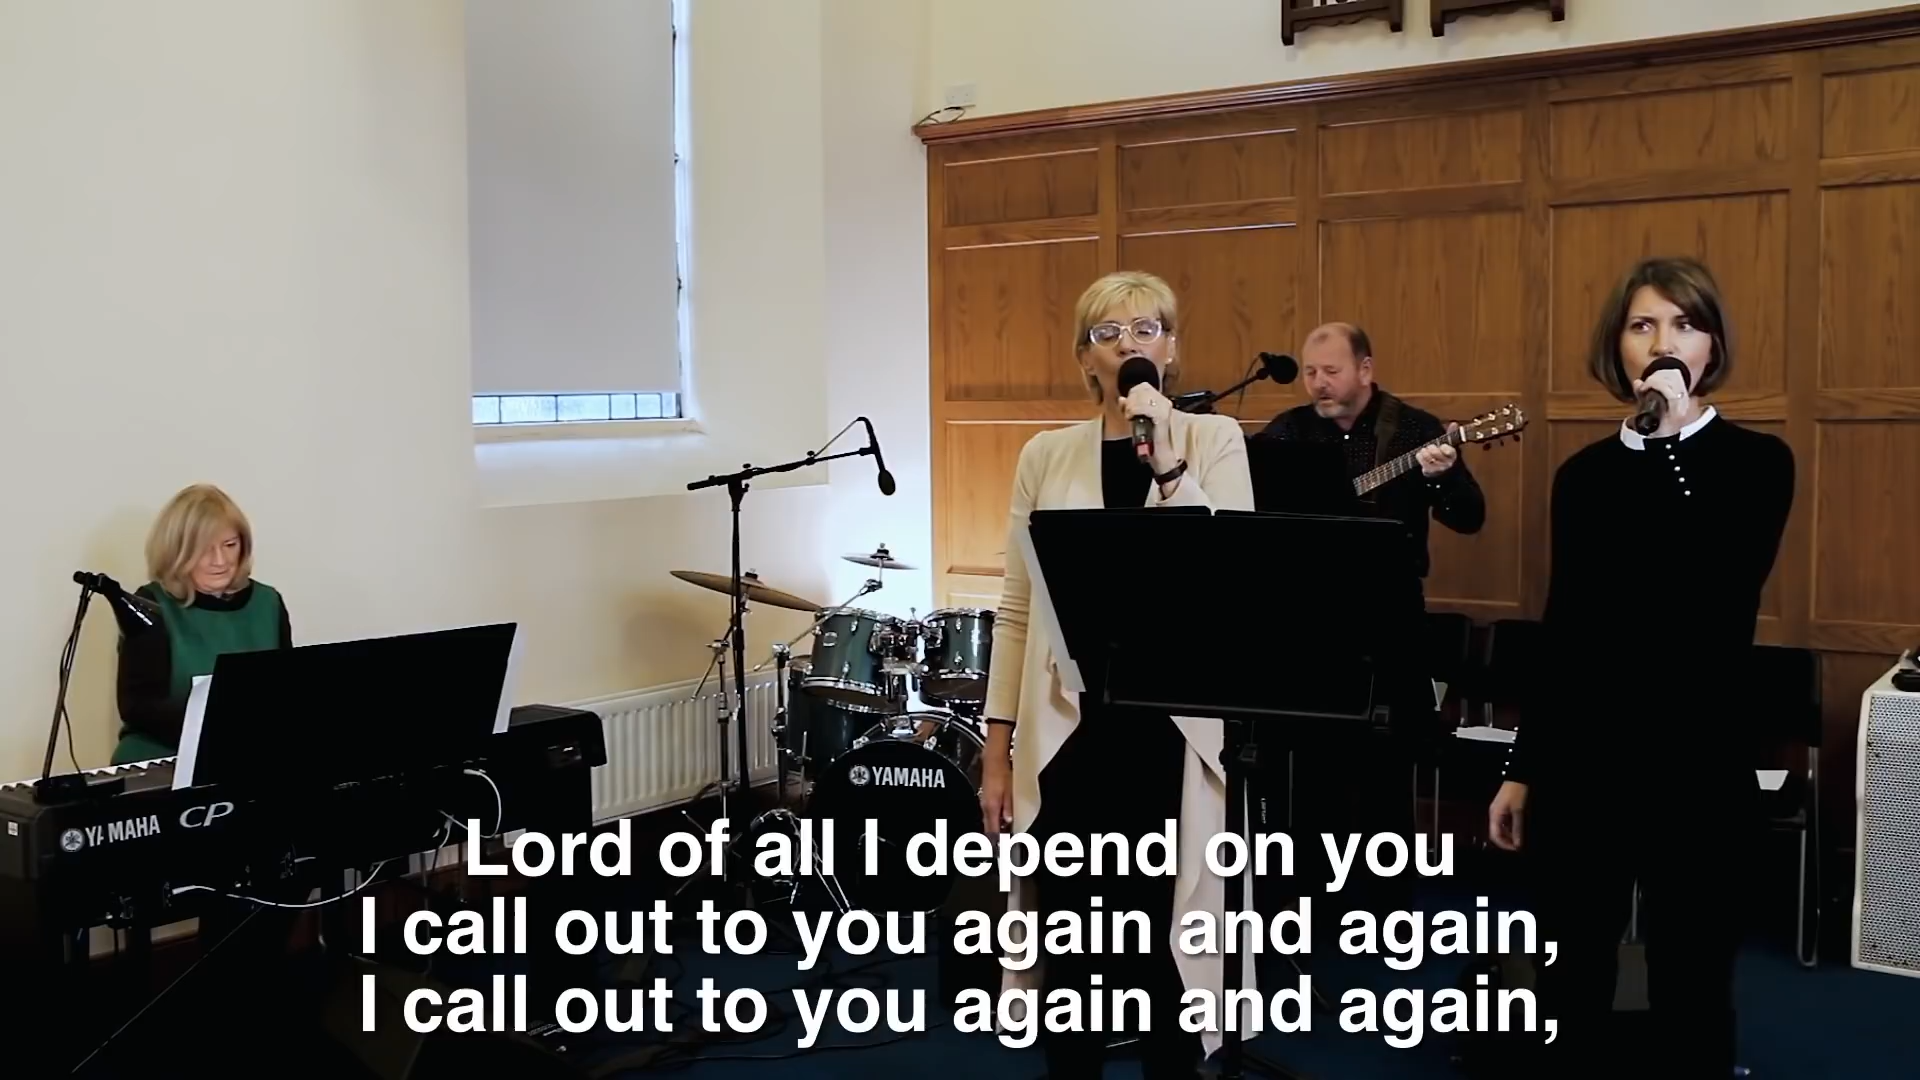 Lord of all I depend on you
I call out to you again and again,
I call out to you again and again,
YAMAHA
YAMAHA CP